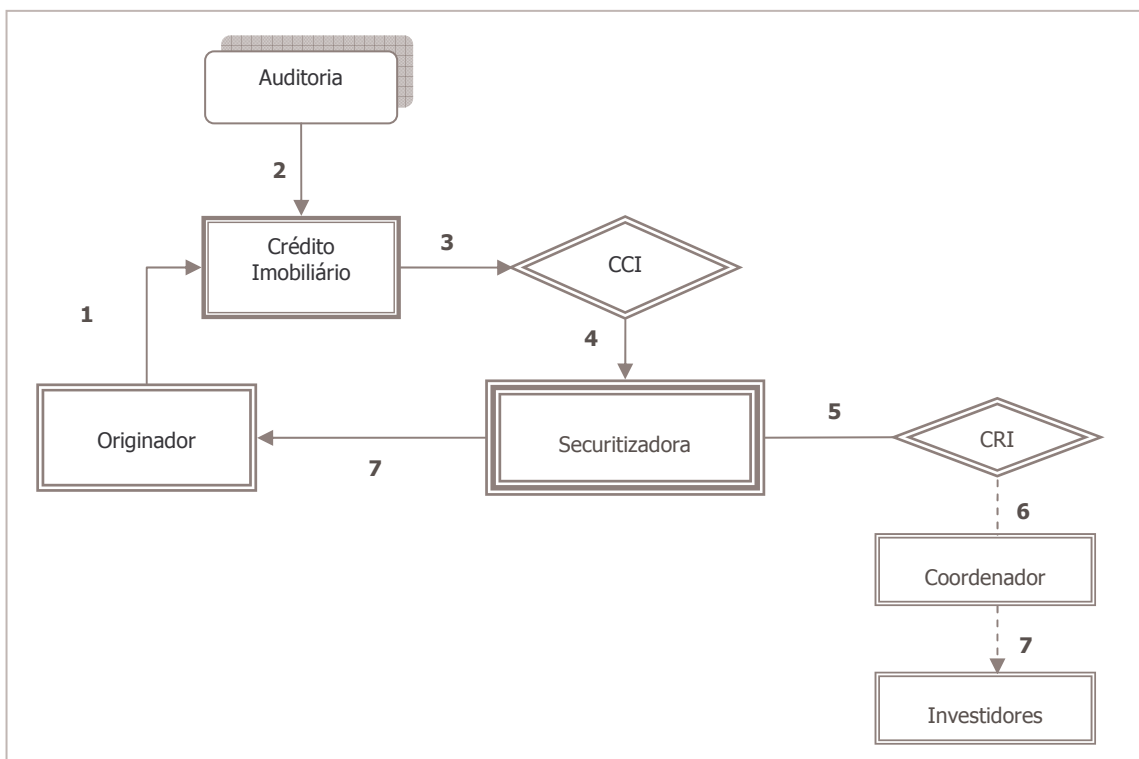 Auditoria
2
Crédito
Imobiliário
3
CCI
1
4
Originador
7
Securitizadora
5
CRI
6
Coordenador
7
Investidores